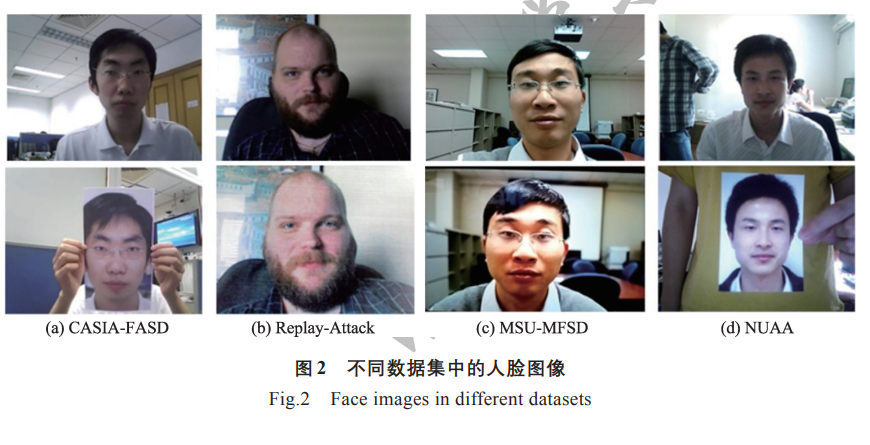 (a) CASIA-FASD
(b) Replay-Attack
(c) MSU-MFSD
(d) NUAA
图2 不同数据集中的人脸图像
Fig.2 Face images in different datasets